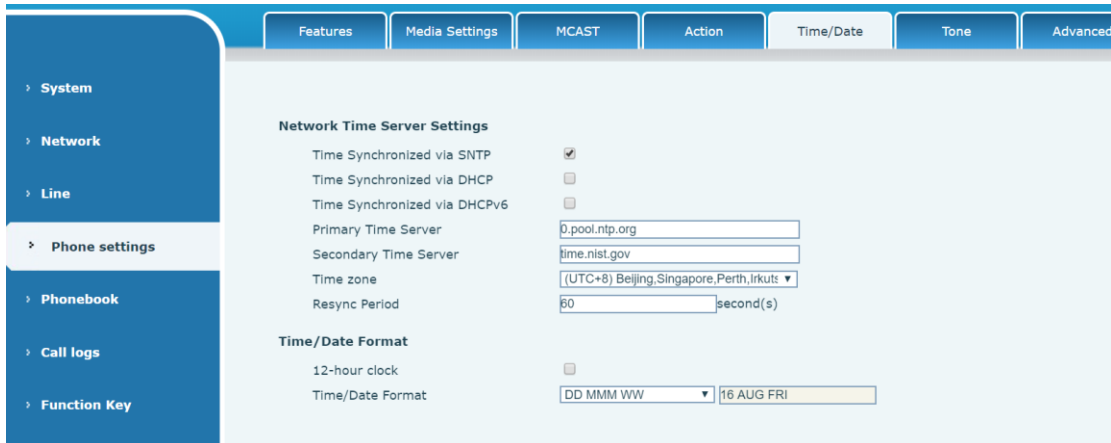 Features Media Settings MCAST Action Time/Date Tone Advanced
System
Network
Line
Phone settings
Phonebook
Call logs
Function Key
Network Time Server Settings
Time Synchronized via SNTP
Time Synchronized via DHCP
Time Synchronized via DHCPv6
Primary Time Server 0.pool.ntp.org
Secondary Time Server time.nist.gov
Time zone (UTC+8) Beijing,Singapore,Perth,Irkuts
Resync Period 60 second(s)
Time/Date Format
12-hour clock
Time/Date Format DD MMM WW 16 AUG FRI